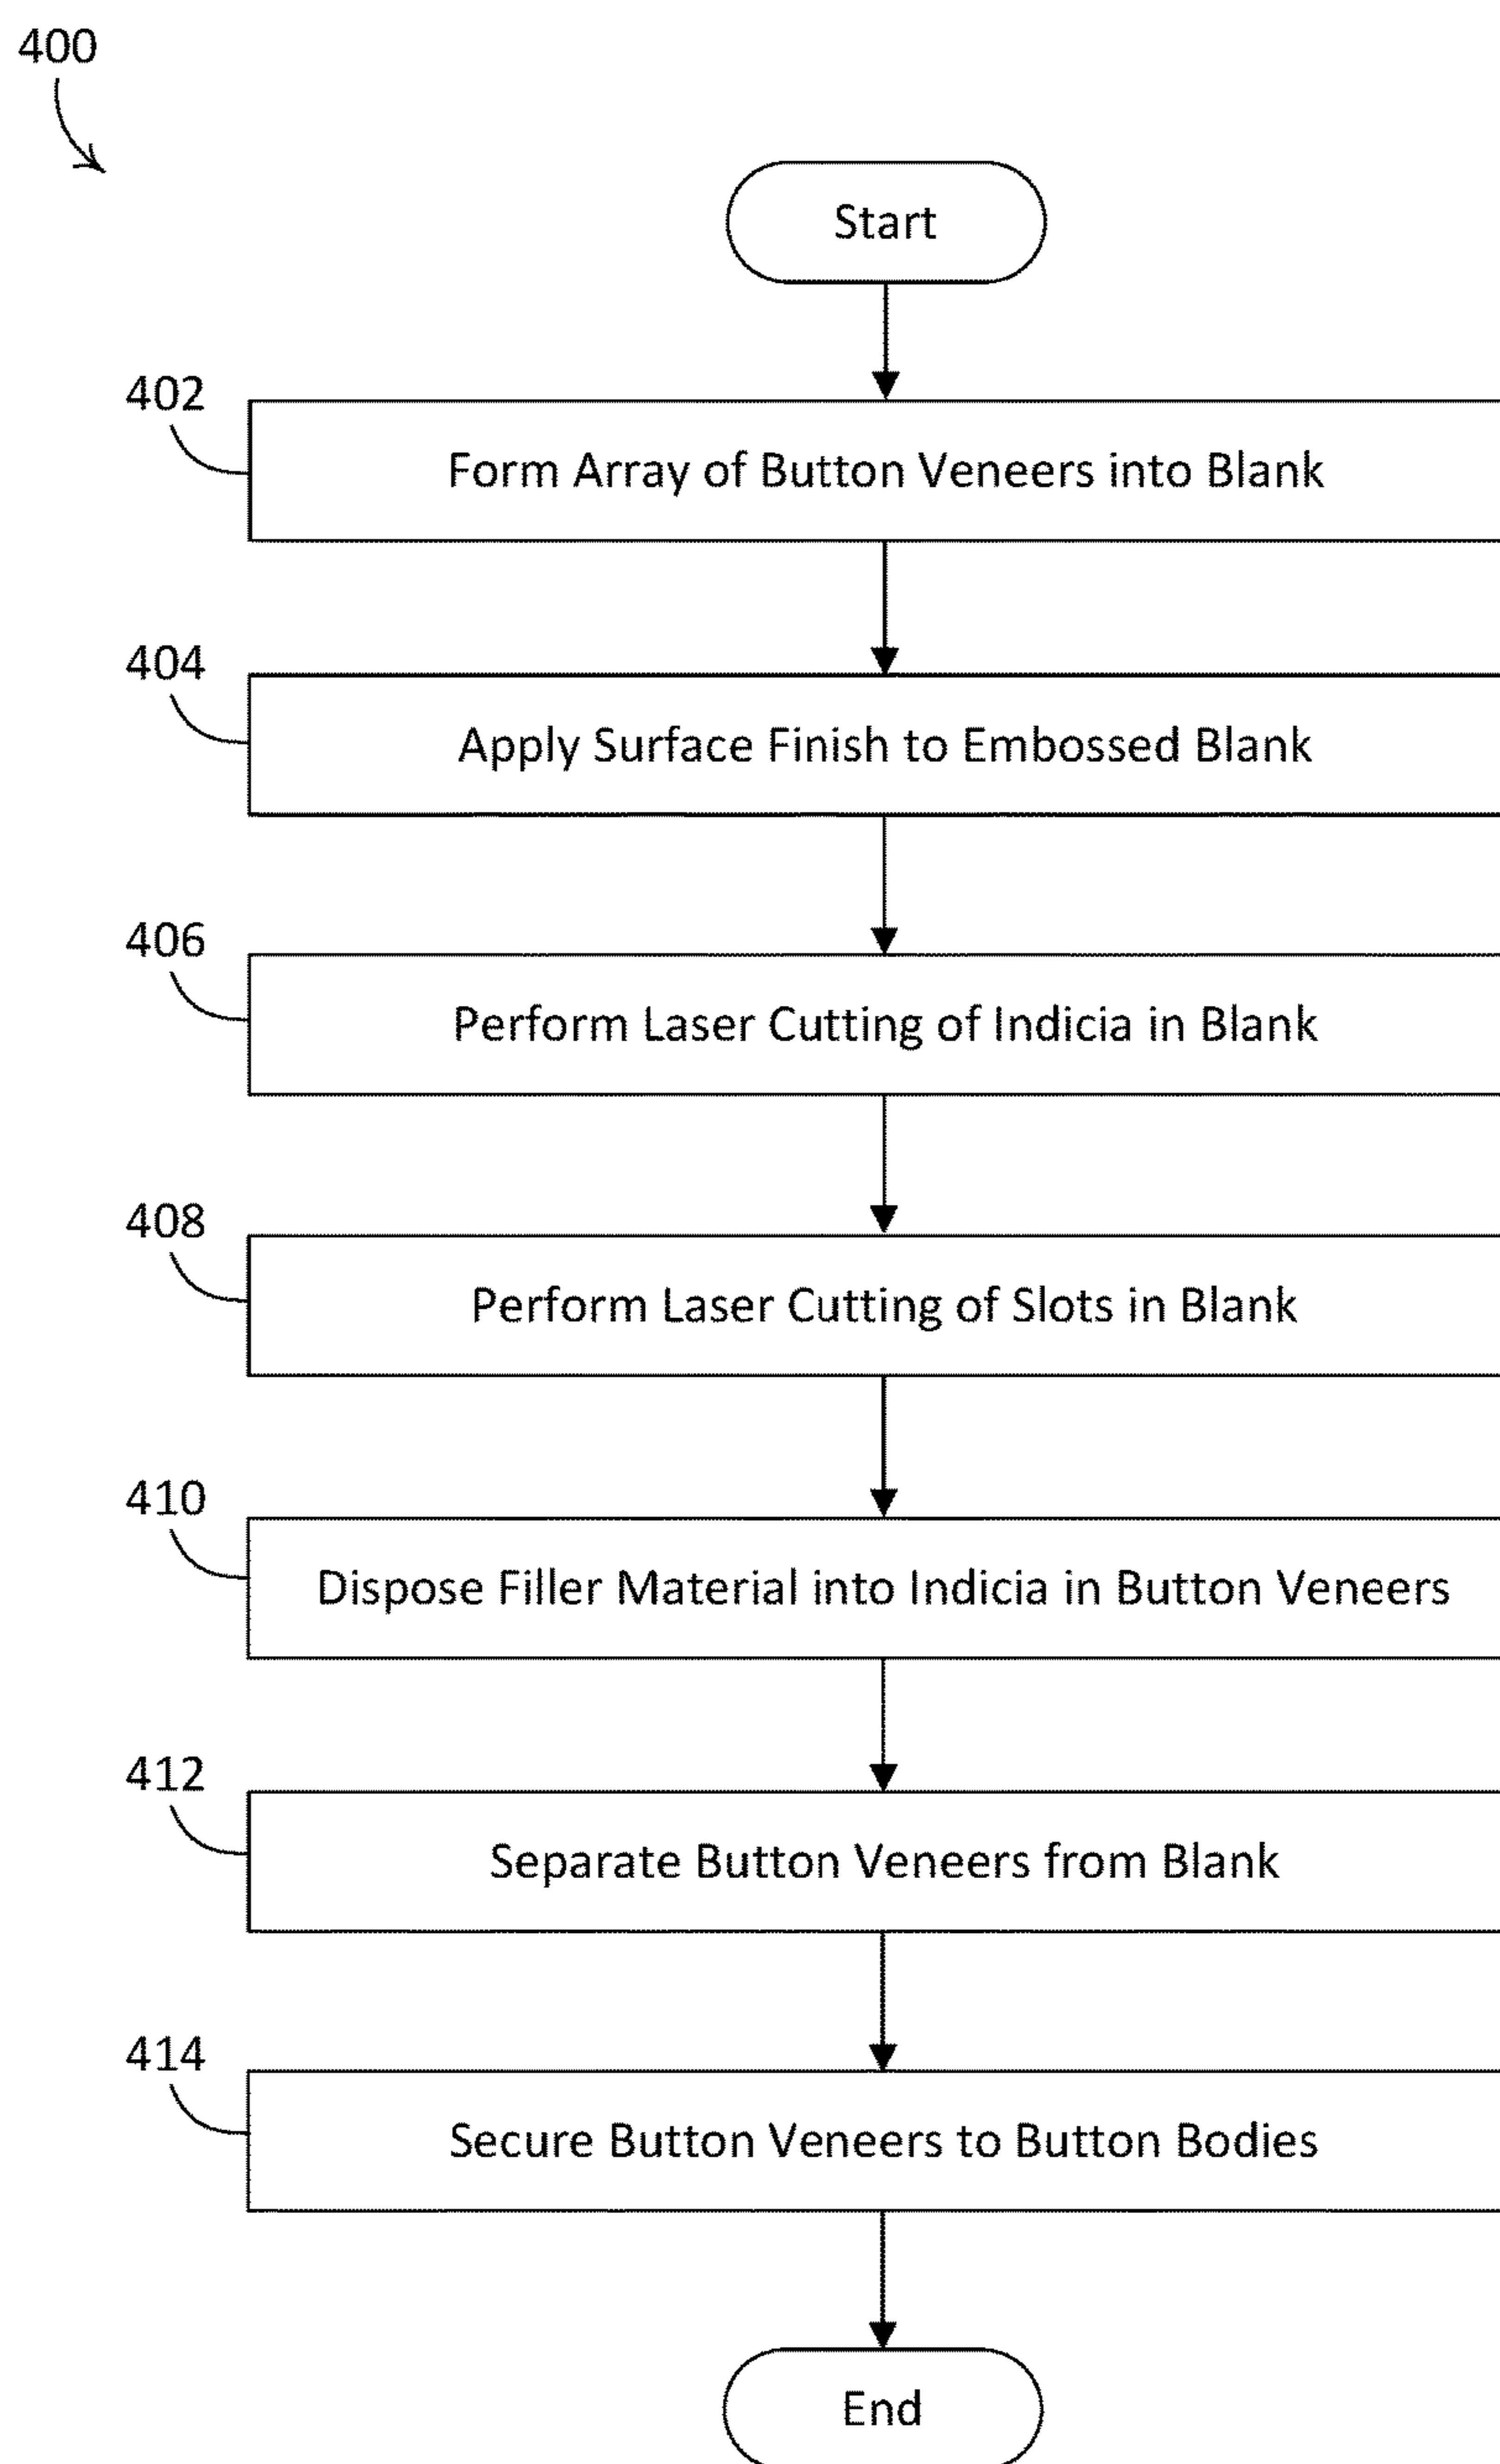 400
Start
402
Form Array of Button Veneers into Blank
404
Apply Surface Finish to Embossed Blank
406
Perform Laser Cutting of Indicia in Blank
408
Perform Laser Cutting of Slots in Blank
410
Dispose Filler Material into Indicia in Button Veneers
412
Separate Button Veneers from Blank
414
Secure Button Veneers to Button Bodies
End